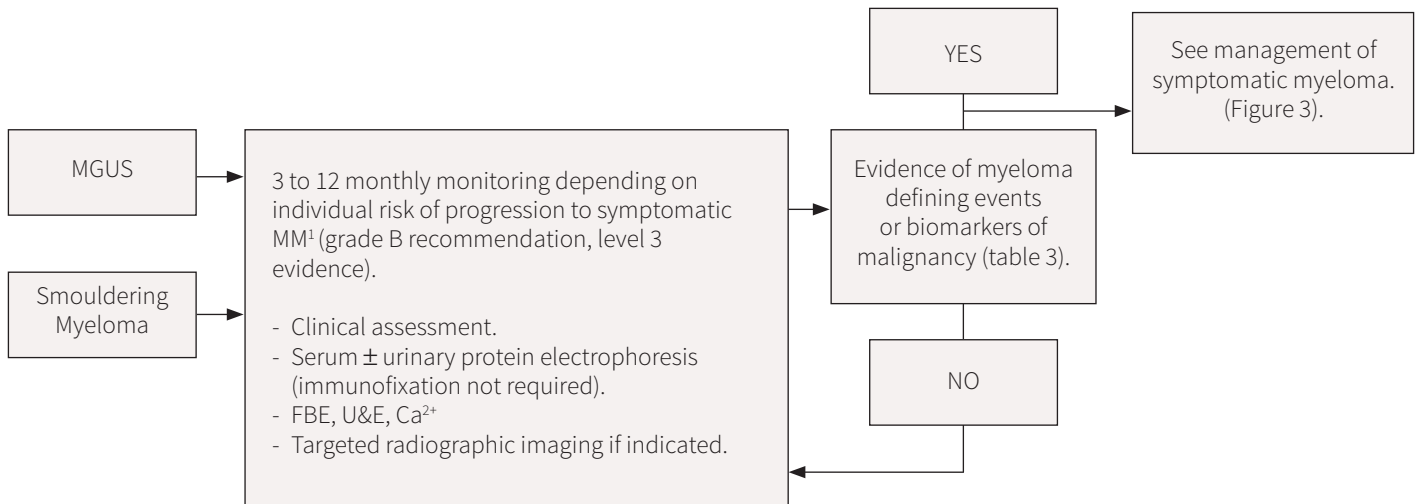 MGUS
Smouldering
Myeloma
3 to 12 monthly monitoring depending on
individual risk of progression to symptomatic
MM¹ (grade B recommendation, level 3
evidence).
- Clinical assessment.
- Serum ± urinary protein electrophoresis
(immunofixation not required).
- FBE, U&E, Ca²⁺
- Targeted radiographic imaging if indicated.
YES
Evidence of myeloma
defining events
or biomarkers of
malignancy (table 3).
NO
See management of
symptomatic myeloma.
(Figure 3).